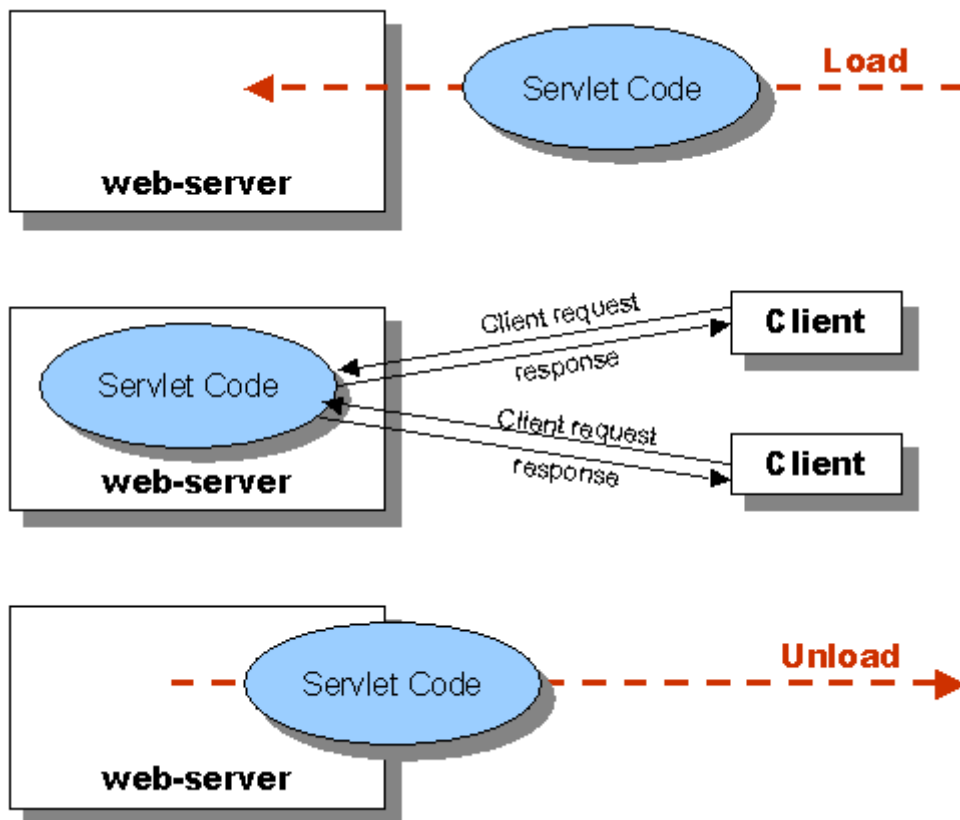 Load
Servlet Code
web-server
Client request
response
Client
Servlet Code
Client request
response
Client
web-server
Unload
Servlet Code
web-server